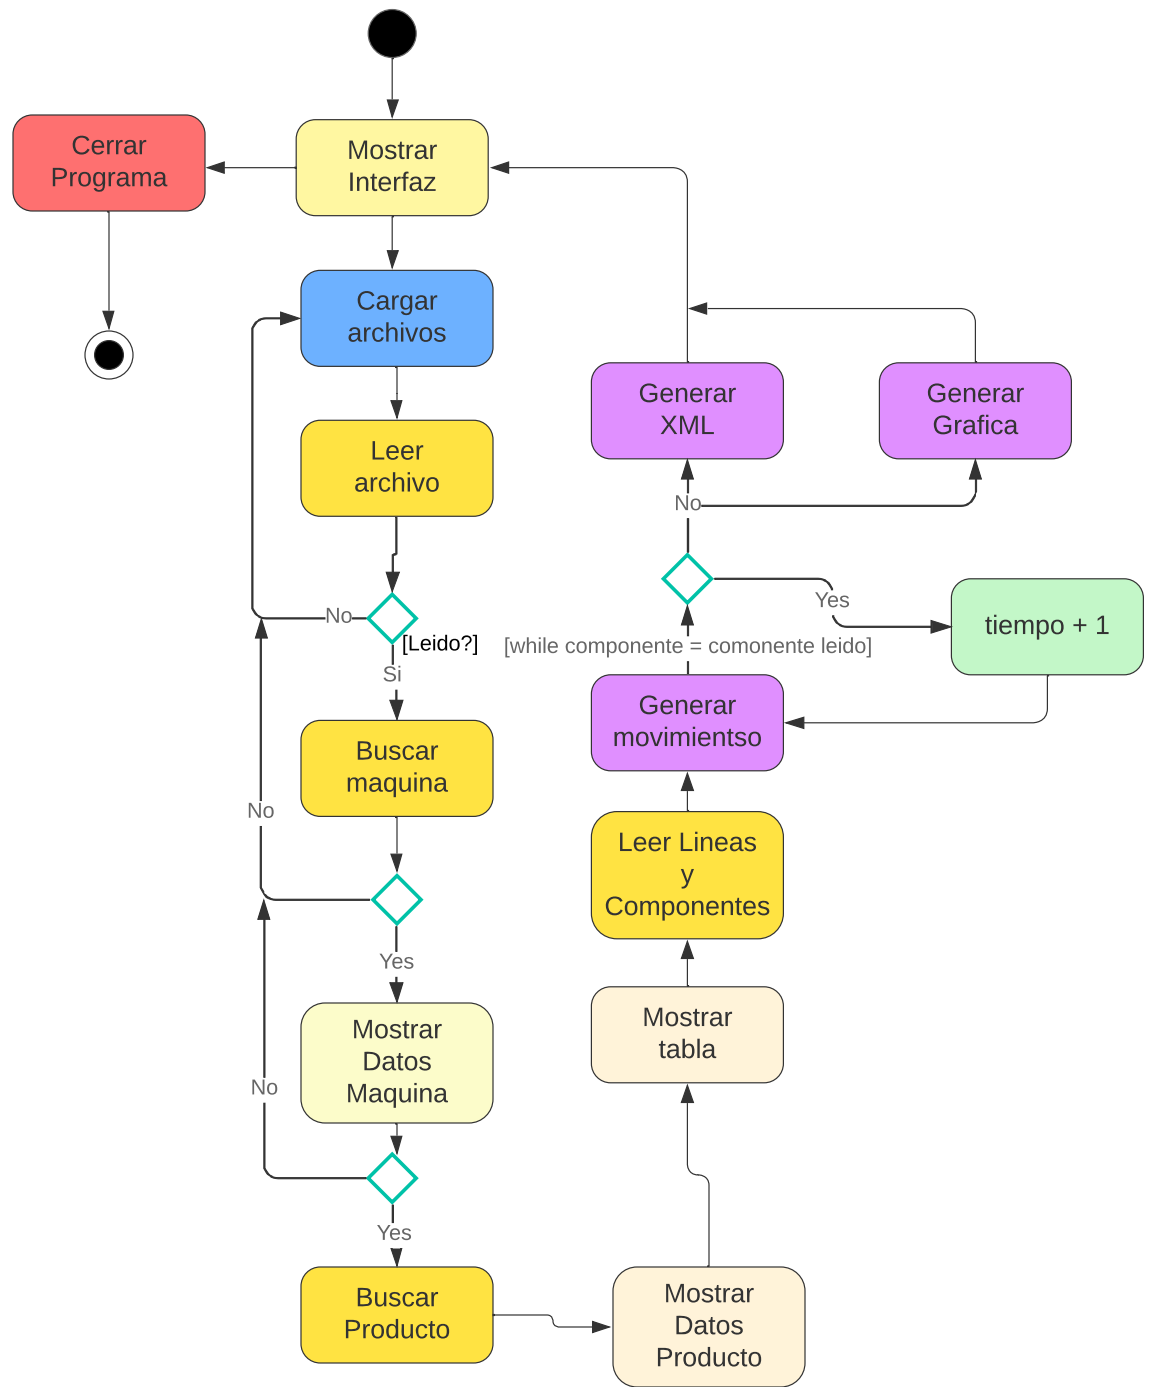 Cerrar
Programa
Mostrar
Interfaz
Cargar
archivos
Leer
archivo
No
[Leido?]
Si
Buscar
maquina
No
Yes
Mostrar
Datos
Maquina
No
Yes
Buscar
Producto
Mostrar
Datos
Producto
Mostrar
tabla
Leer Lineas
y
Componentes
Generar
movimientso
[while componente = comonente leido]
Yes
tiempo + 1
No
Generar
XML
Generar
Grafica